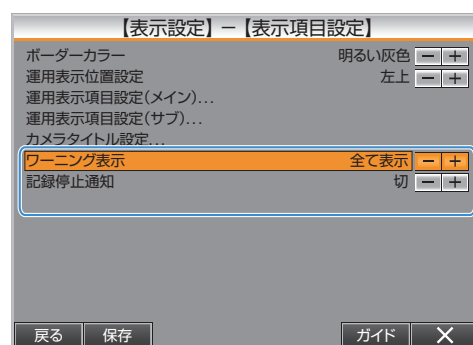 【表示設定】－【表示項目設定】
ボーダーカラー 明るい灰色 － ＋
運用表示位置設定 左上 － ＋
運用表示項目設定(メイン)...
運用表示項目設定(サブ)...
カメラタイトル設定...
ワーニング表示 全て表示 － ＋
記録停止通知 切 － ＋
戻る 保存 ガイド ✕